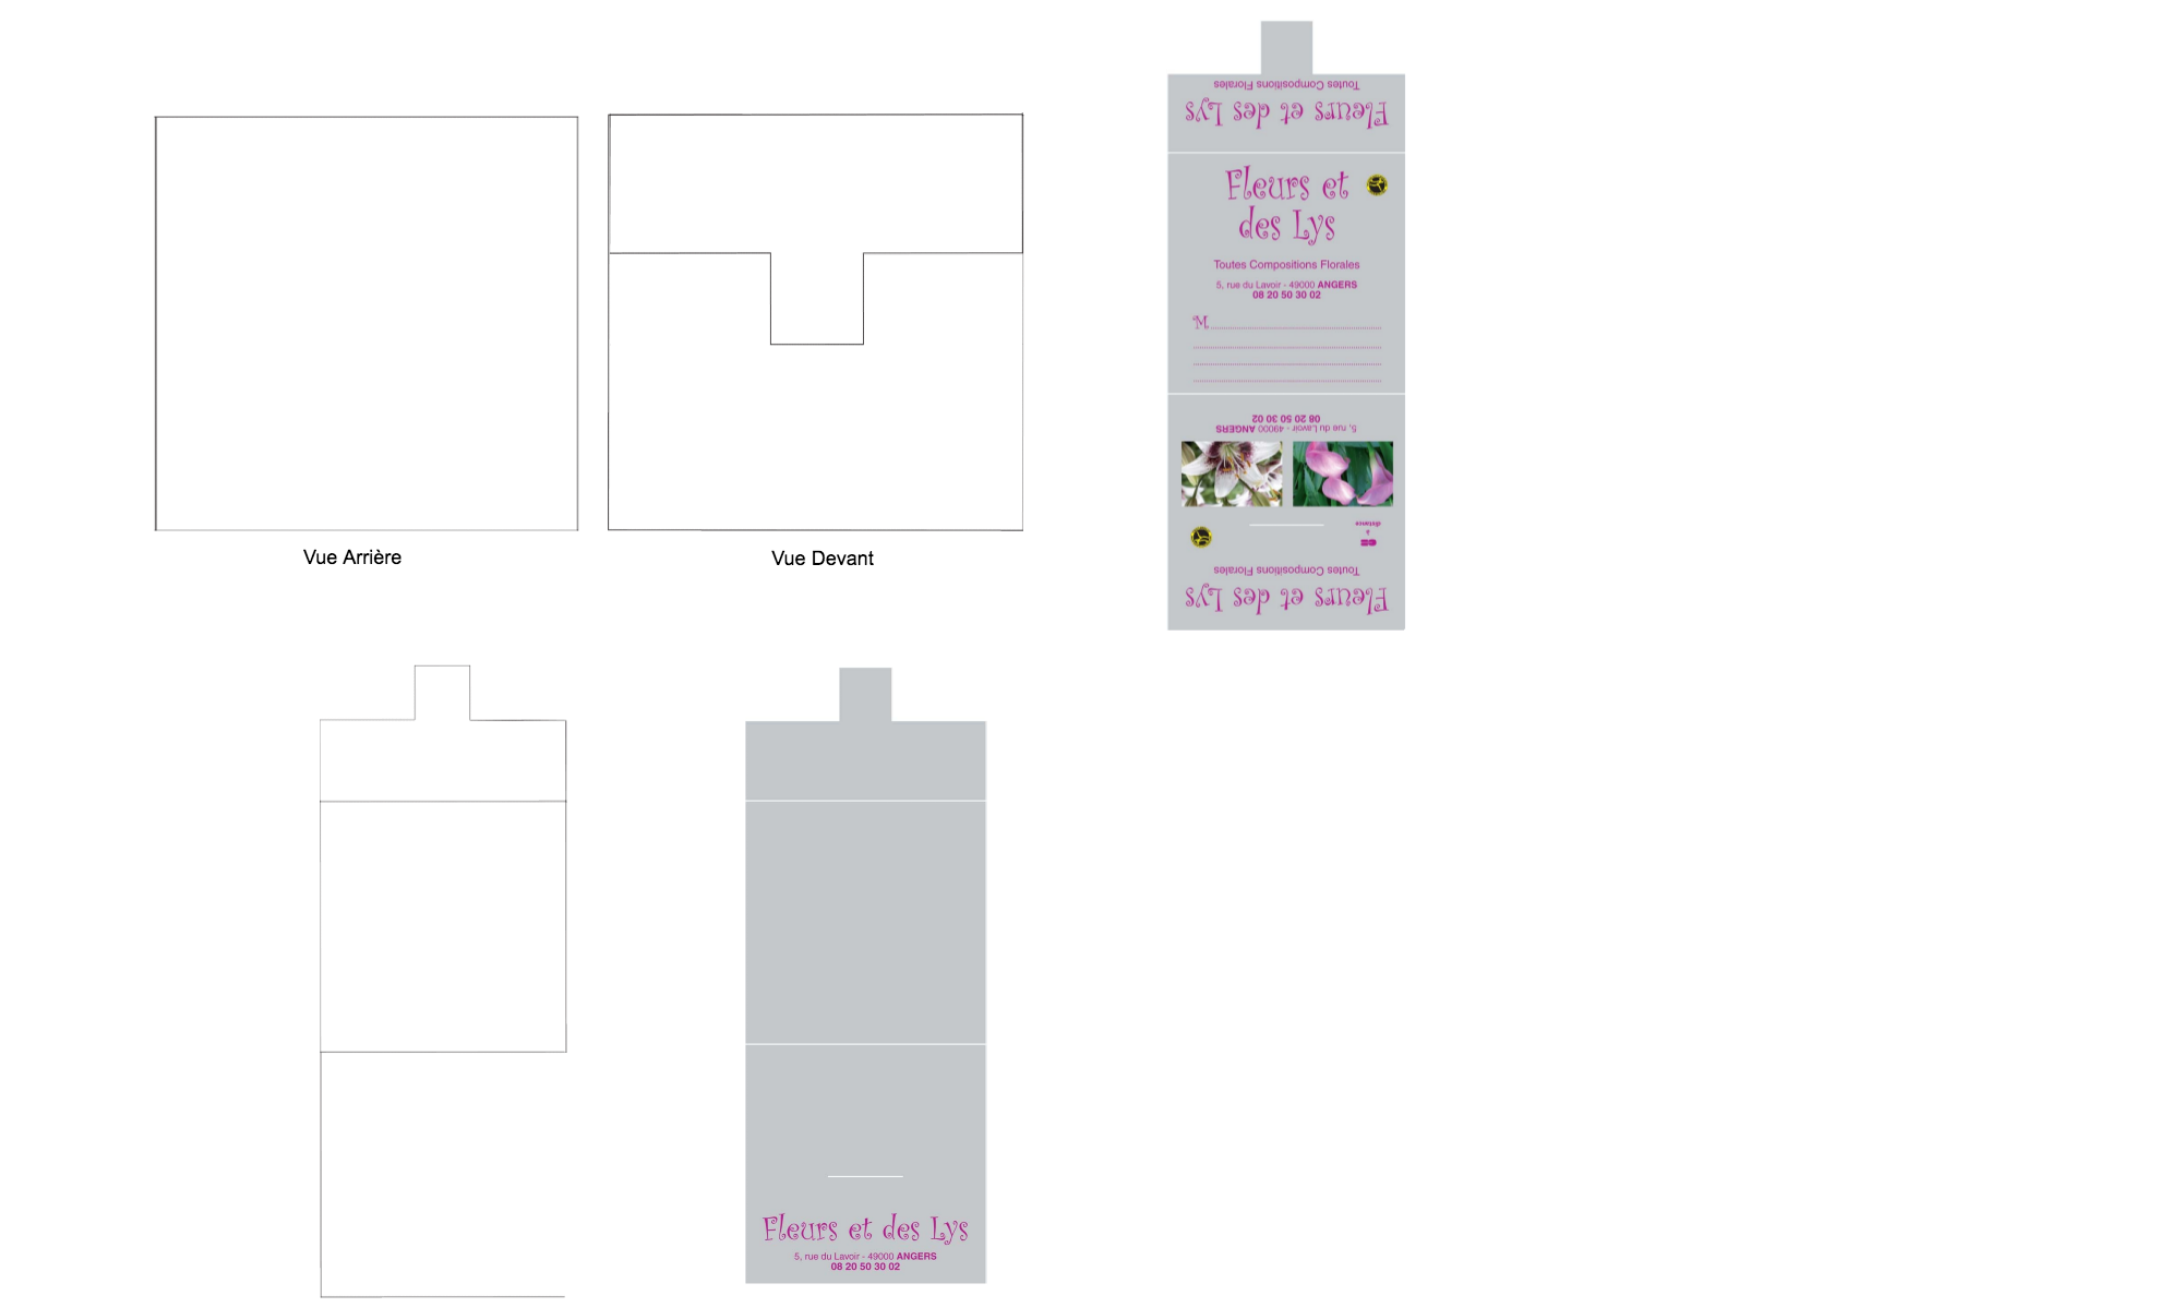 Vue Arrière
Vue Devant
Toutes Compositions Florales
Fleurs et des Lys
Fleurs et
des Lys
Toutes Compositions Florales
5, rue du Lavoir - 49000 ANGERS
08 20 50 30 02
M
08 20 50 30 02
5, rue du Lavoir - 49000 ANGERS
distance
à
Toutes Compositions Florales
Fleurs et des Lys
Fleurs et des Lys
5, rue du Lavoir - 49000 ANGERS
08 20 50 30 02